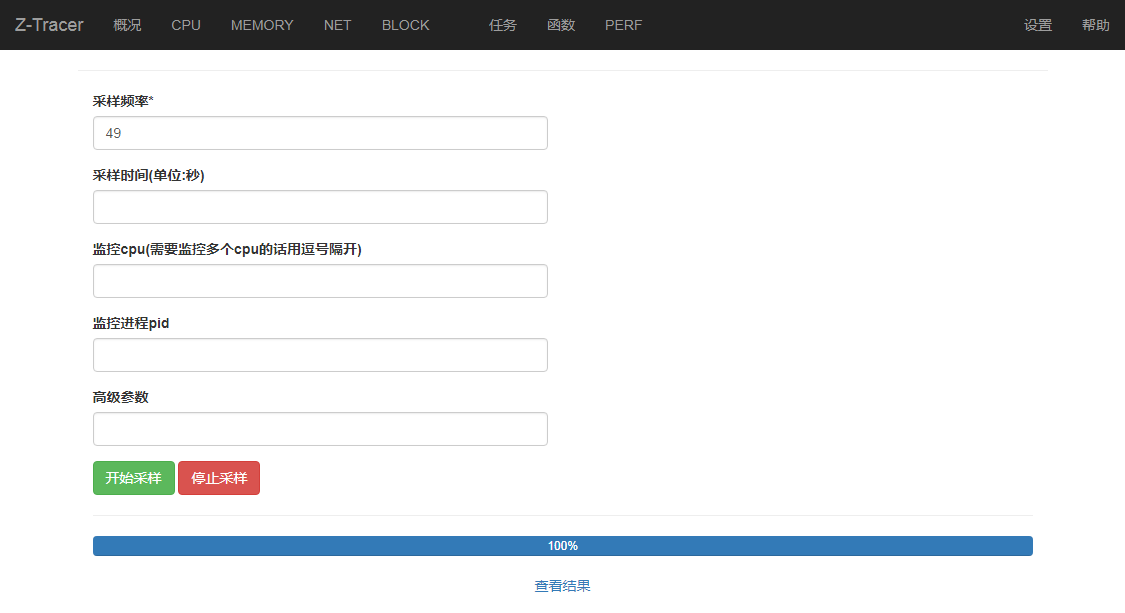 Z-Tracer 概况 CPU MEMORY NET BLOCK 任务 函数 PERF 设置 帮助
采样频率*
49
采样时间(单位:秒)
监控cpu(需要监控多个cpu的话用逗号隔开)
监控进程pid
高级参数
开始采样 停止采样
100%
查看结果